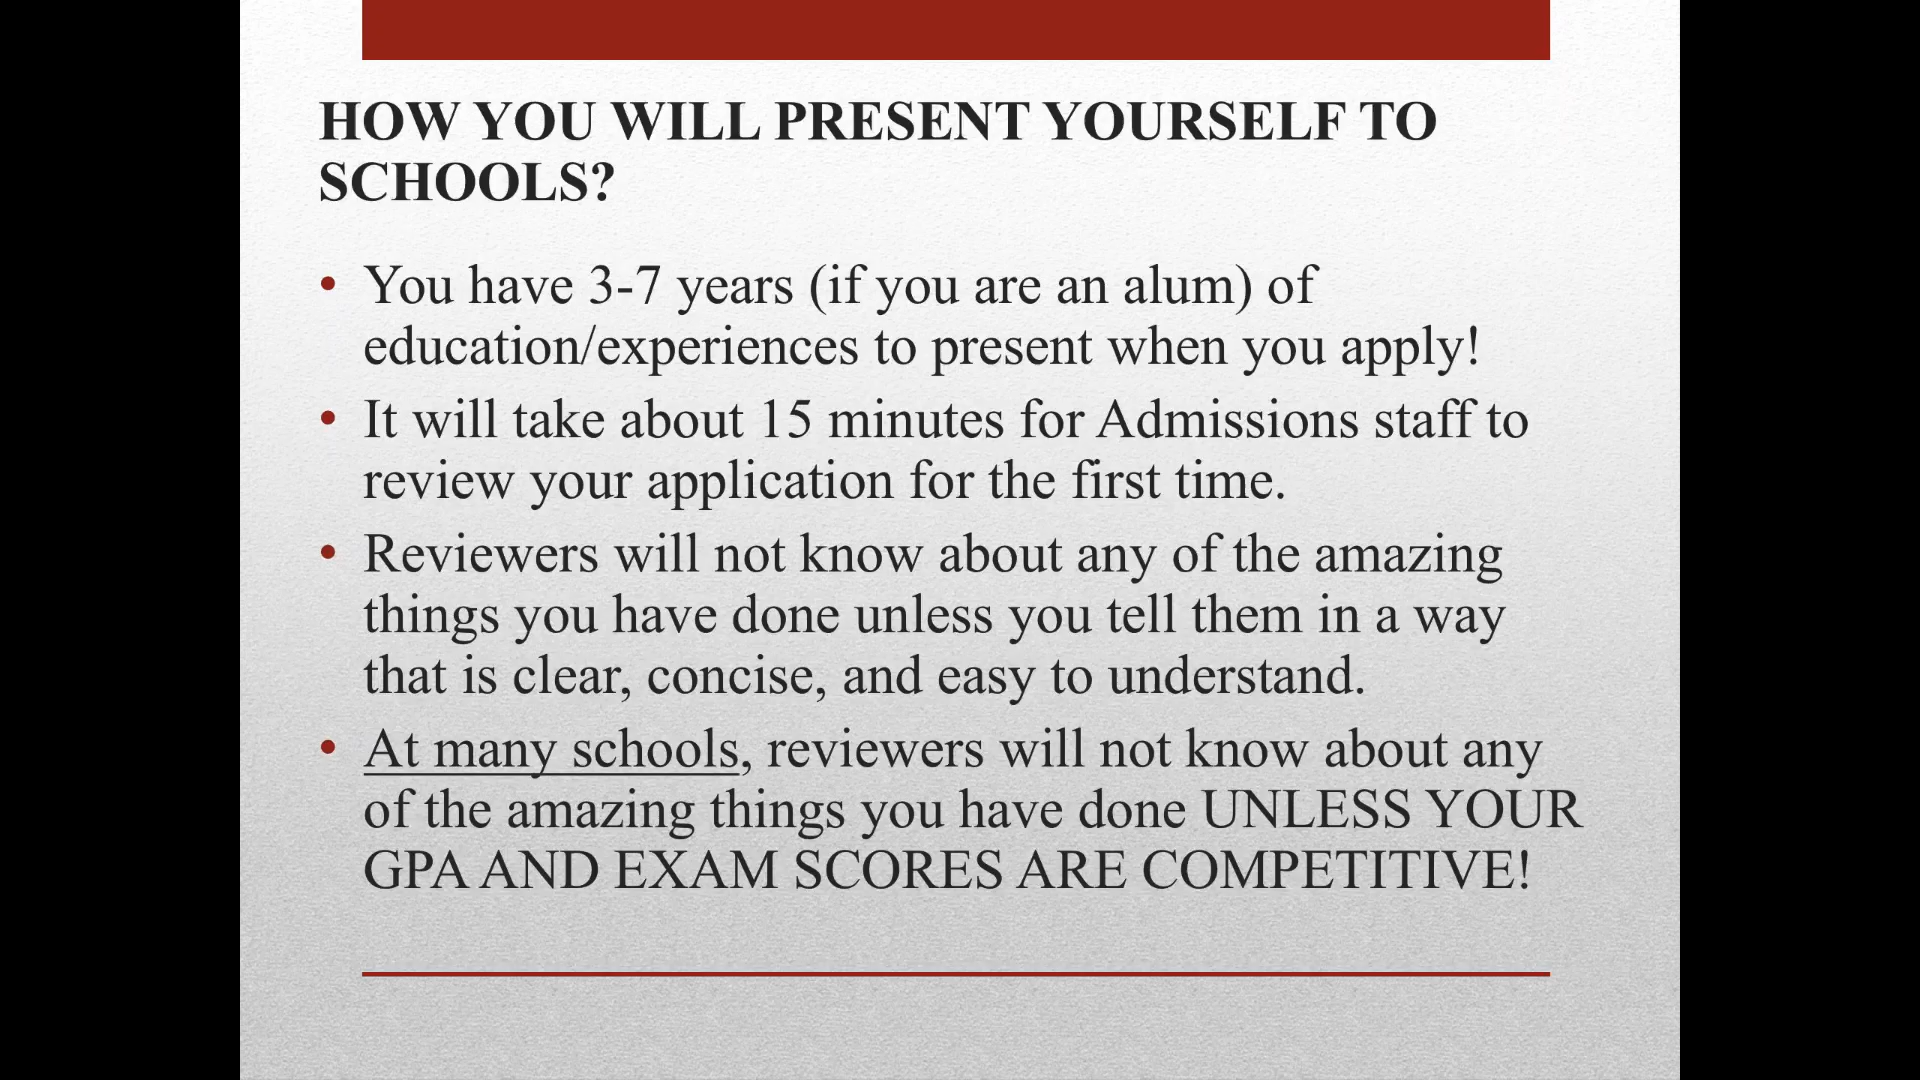 HOW YOU WILL PRESENT YOURSELF TO
SCHOOLS?
• You have 3-7 years (if you are an alum) of
education/experiences to present when you apply!
• It will take about 15 minutes for Admissions staff to
review your application for the first time.
• Reviewers will not know about any of the amazing
things you have done unless you tell them in a way
that is clear, concise, and easy to understand.
• At many schools, reviewers will not know about any
of the amazing things you have done UNLESS YOUR
GPA AND EXAM SCORES ARE COMPETITIVE!